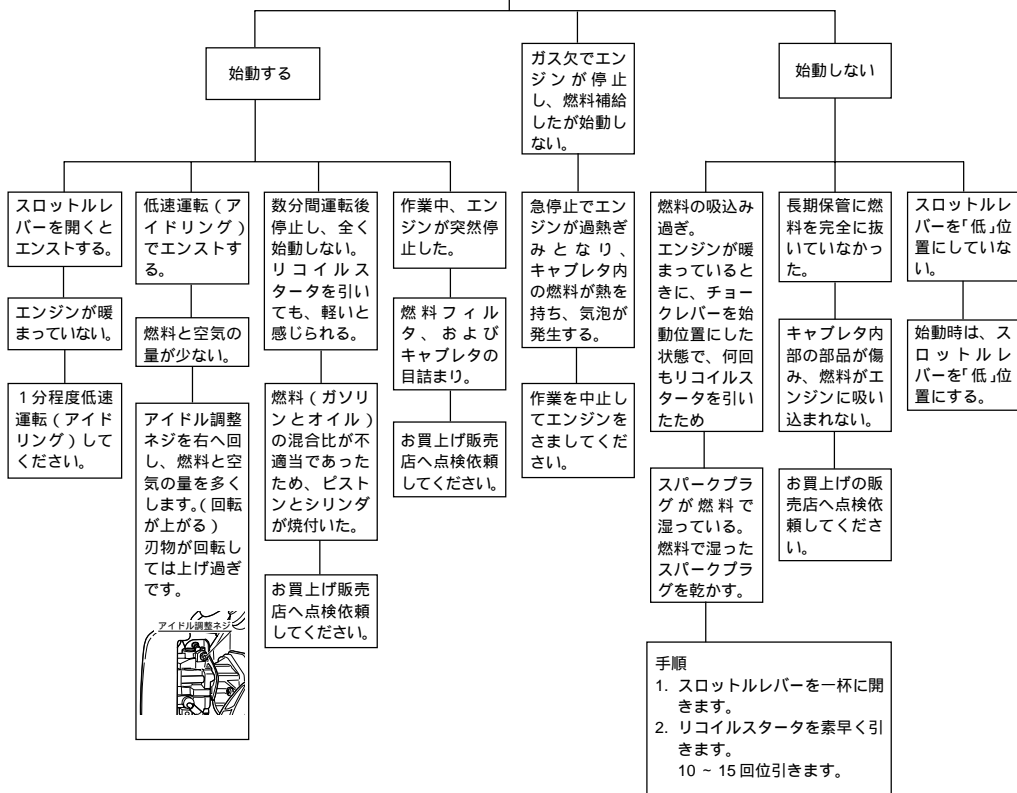 始動する
ガス欠でエン
ジンが停止
し、燃料補給
したが始動し
ない。
始動しない
スロットルレ
バーを開くと
エンストする。
エンジンが暖
まっていない。
１分程度低速
運転（アイド
リング）して
ください。
低速運転（ア
イドリング）
でエンストす
る。
燃料と空気の
量が少ない。
アイドル調整
ネジを右へ回
し、燃料と空
気の量を多く
します。（回転
が上がる）
刃物が回転し
ては上げ過ぎ
です。
アイドル調整ネジ
数分間運転後
停止し、全く
始動しない。
リコイルス
タータを引い
ても、軽いと
感じられる。
燃料（ガソリ
ンとオイル）
の混合比が不
適当であった
ため、ピスト
ンとシリンダ
が焼付いた。
お買上げ販売
店へ点検依頼
してください。
作業中、エン
ジンが突然停
止した。
燃料フィル
タ、および
キャブレタの
目詰まり。
お買上げ販売
店へ点検依頼
してください。
急停止でエン
ジンが過熱ぎ
みとなり、
キャブレタ内
の燃料が熱を
持ち、気泡が
発生する。
作業を中止し
てエンジンを
さましてくだ
さい。
燃料の吸込み
過ぎ。
エンジンが暖
まっているとき
に、チョー
クレバーを始
動位置にした
状態で、何回
もリコイルス
タータを引い
たため
スパークプラ
グが燃料で
湿っている。
燃料で湿った
スパークプラ
グを乾かす。
手順
1. スロットルレバーを一杯に開
きます。
2. リコイルスタータを素早く引
きます。
10 ~ 15 回位引きます。
長期保管に燃
料を完全に抜
いていなかっ
た。
キャブレタ内
部の部品が傷
み、燃料がエ
ンジンに吸い
込まれない。
お買上げの販
売店へ点検依
頼してくださ
い。
スロットルレ
バーを「低」位
置にしていな
い。
始動時は、ス
ロットルレ
バーを「低」位
置にする。